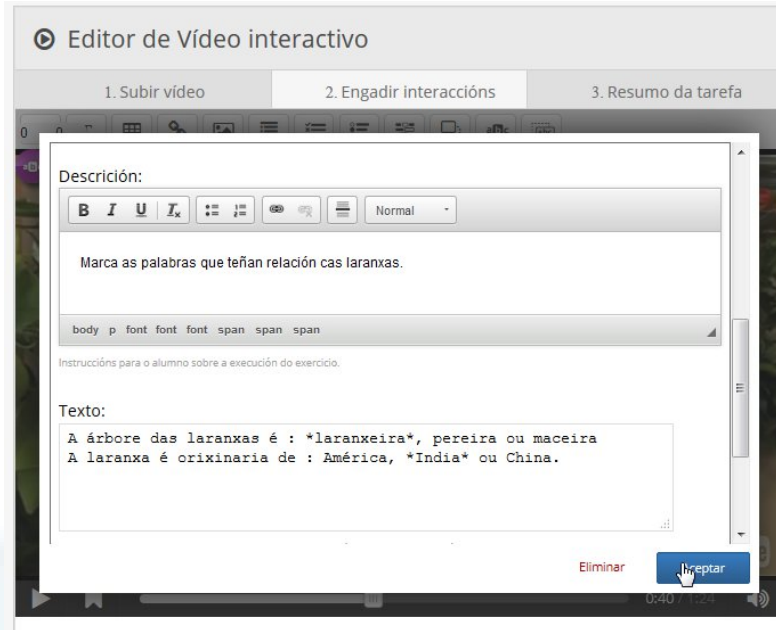 Editor de Vídeo interactivo
1. Subir vídeo
2. Engadir interaccións
3. Resumo da tarefa
Descrición:
B I U Tx Normal
Marca as palabras que teñan relación cas laranxas.
body p font font font span span span
Instruccións para o alumno sobre a execución do exercicio.
Texto:
A árbore das laranxas é : *laranxeira*, pereira ou maceira
A laranxa é orixinaria de : América, *India* ou China.
Eliminar
Aceptar
0:40 / 1:24